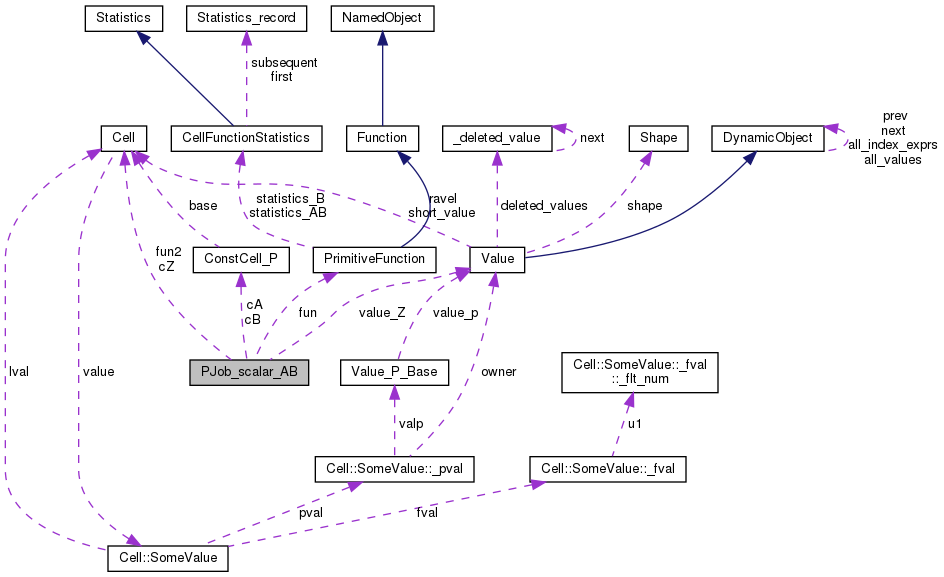 Statistics
Statistics_record
NamedObject
subsequent
first
prev
next
all_index_exprs
all_values
Cell
CellFunctionStatistics
Function
_deleted_value
next
Shape
DynamicObject
base
statistics_B
statistics_AB
ravel
short_value
deleted_values
shape
fun2
cZ
ConstCell_P
PrimitiveFunction
Value
cA
cB
fun
value_Z
value_p
lval
value
PJob_scalar_AB
Value_P_Base
owner
Cell::SomeValue::_fval
::_flt_num
valp
u1
Cell::SomeValue::_pval
Cell::SomeValue::_fval
pval
fval
Cell::SomeValue